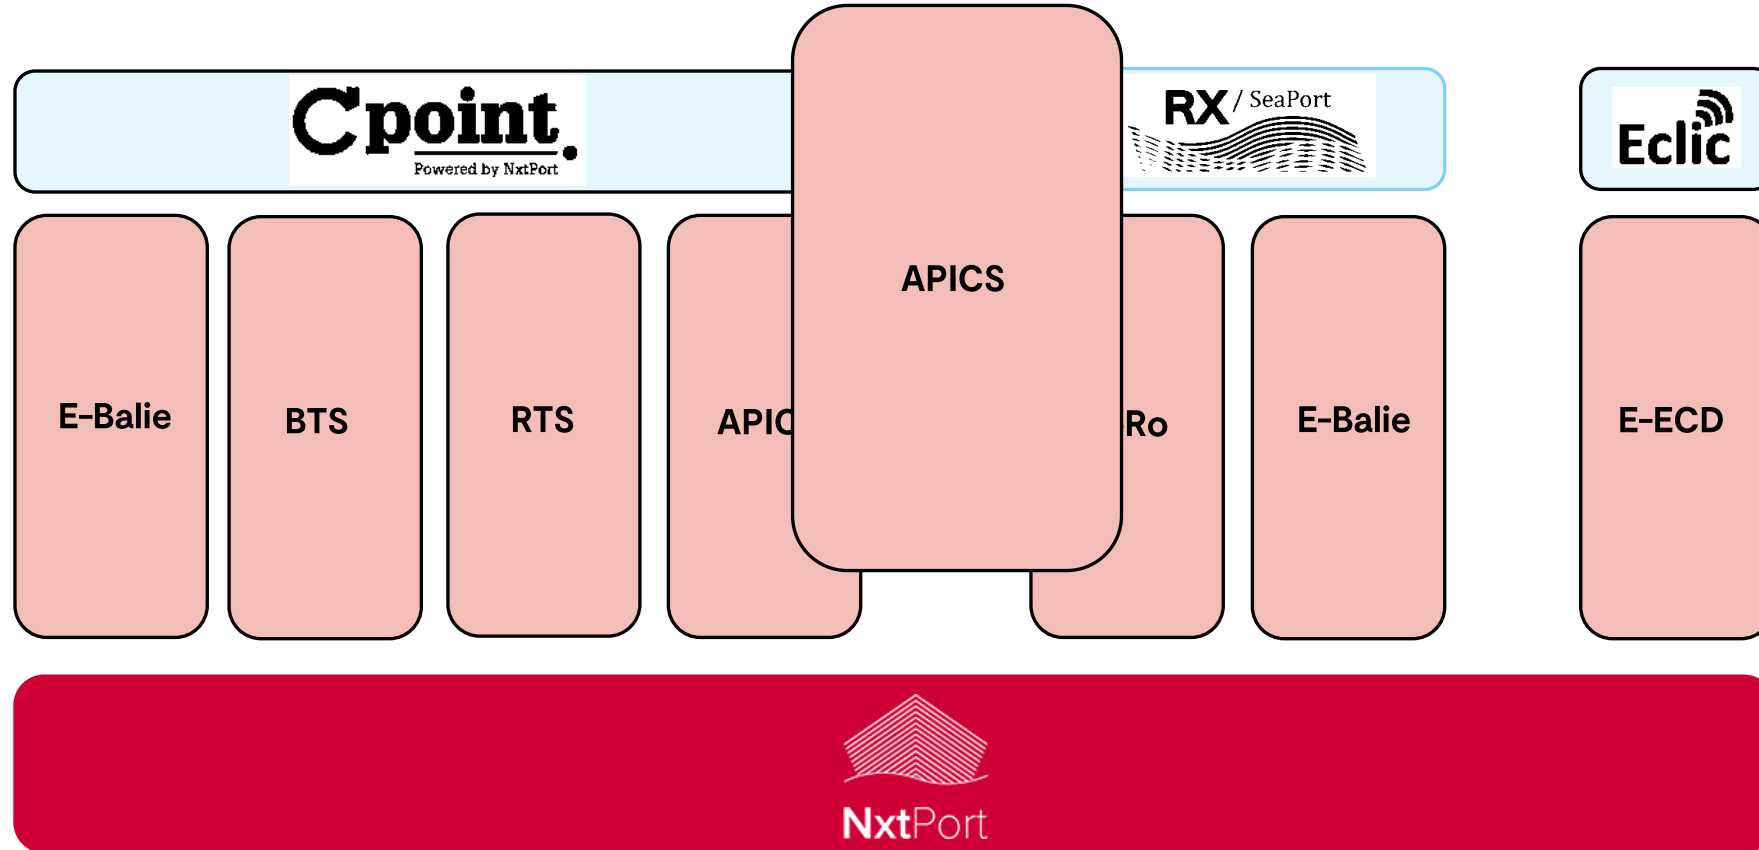 Cpoint.
Powered by NxtPort
RX / SeaPort
Eclic
APICS
E-Balie
BTS
RTS
APIC
-Ro
E-Balie
E-ECD
NxtPort